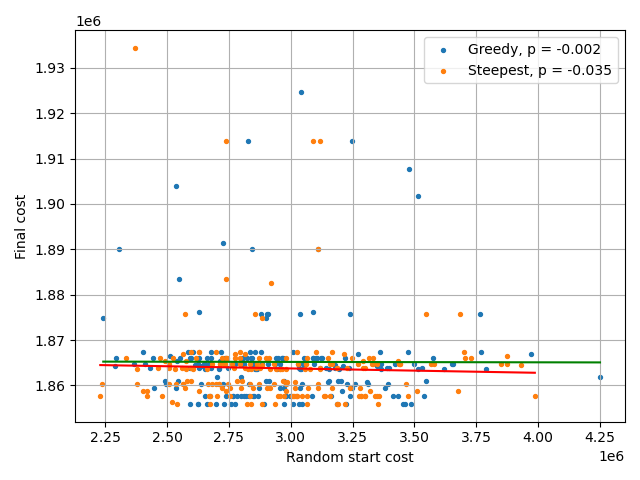 1e6
Greedy, p = -0.002
Steepest, p = -0.035
1.93
1.92
1.91
1.90
1.89
1.88
1.87
1.86
Final cost
2.25 2.50 2.75 3.00 3.25 3.50 3.75 4.00 4.25
Random start cost
1e6